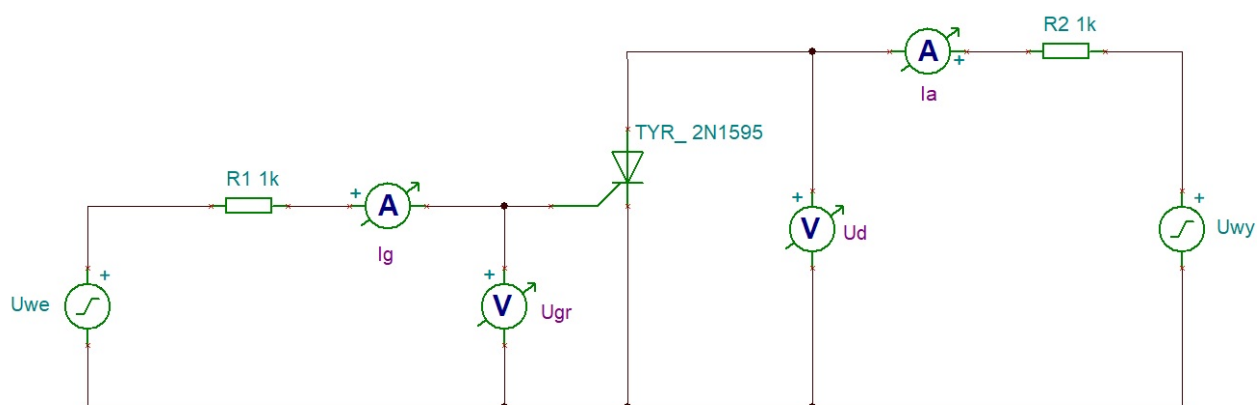 R2 1k
A
+
Ia
TYR_ 2N1595
R1 1k
+
A
Ig
+
V
Ud
+
Uwy
+
Uwe
+
V
Ugr